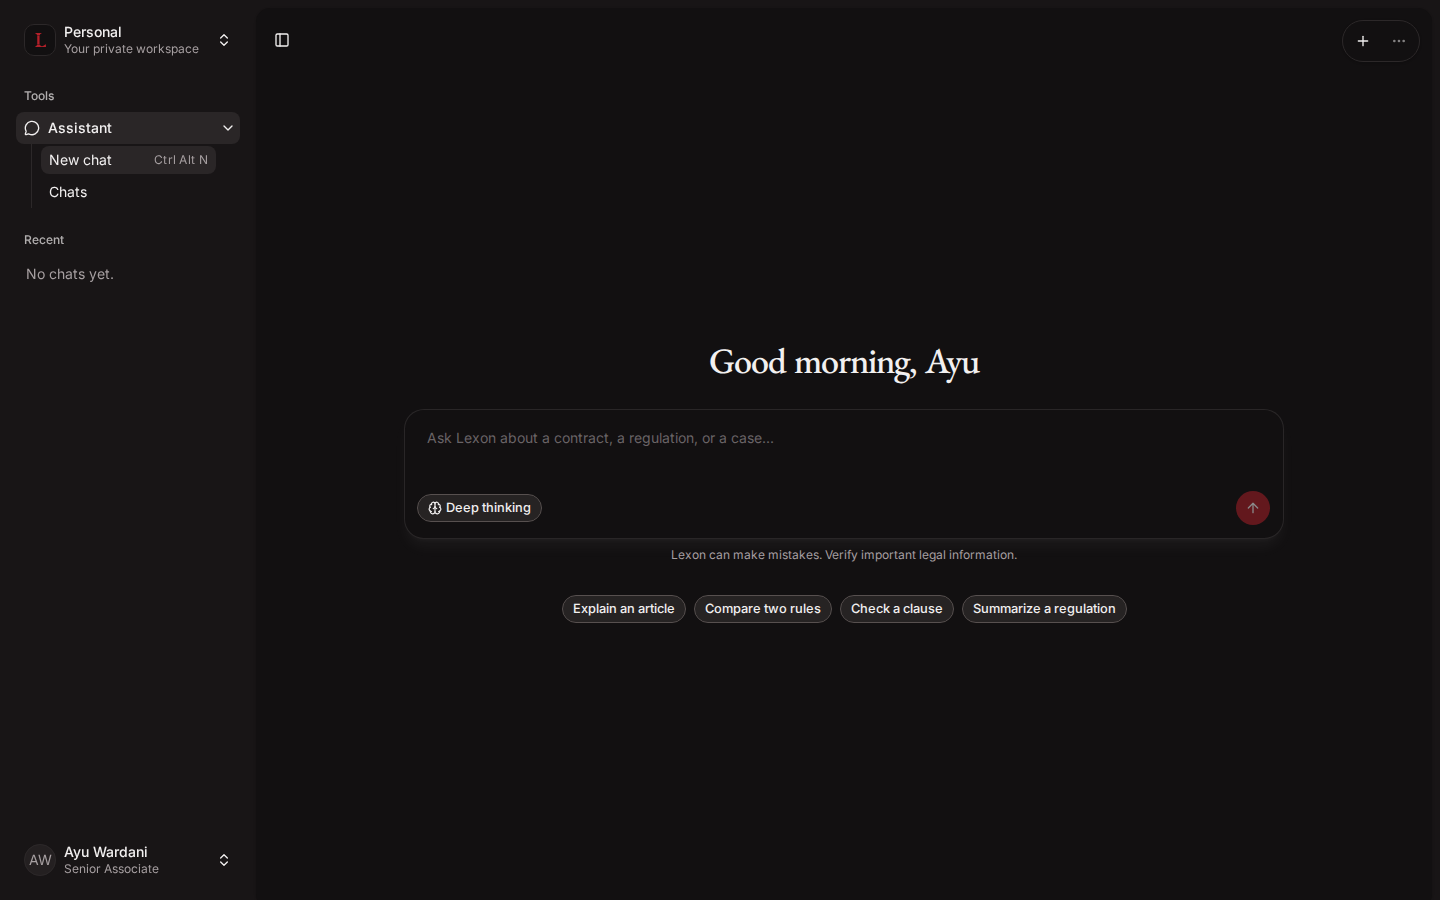 L
Personal
Your private workspace
Tools
Assistant
New chat
Ctrl Alt N
Chats
Recent
No chats yet.
Good morning, Ayu
Ask Lexon about a contract, a regulation, or a case...
Deep thinking
Lexon can make mistakes. Verify important legal information.
Explain an article
Compare two rules
Check a clause
Summarize a regulation
AW
Ayu Wardani
Senior Associate